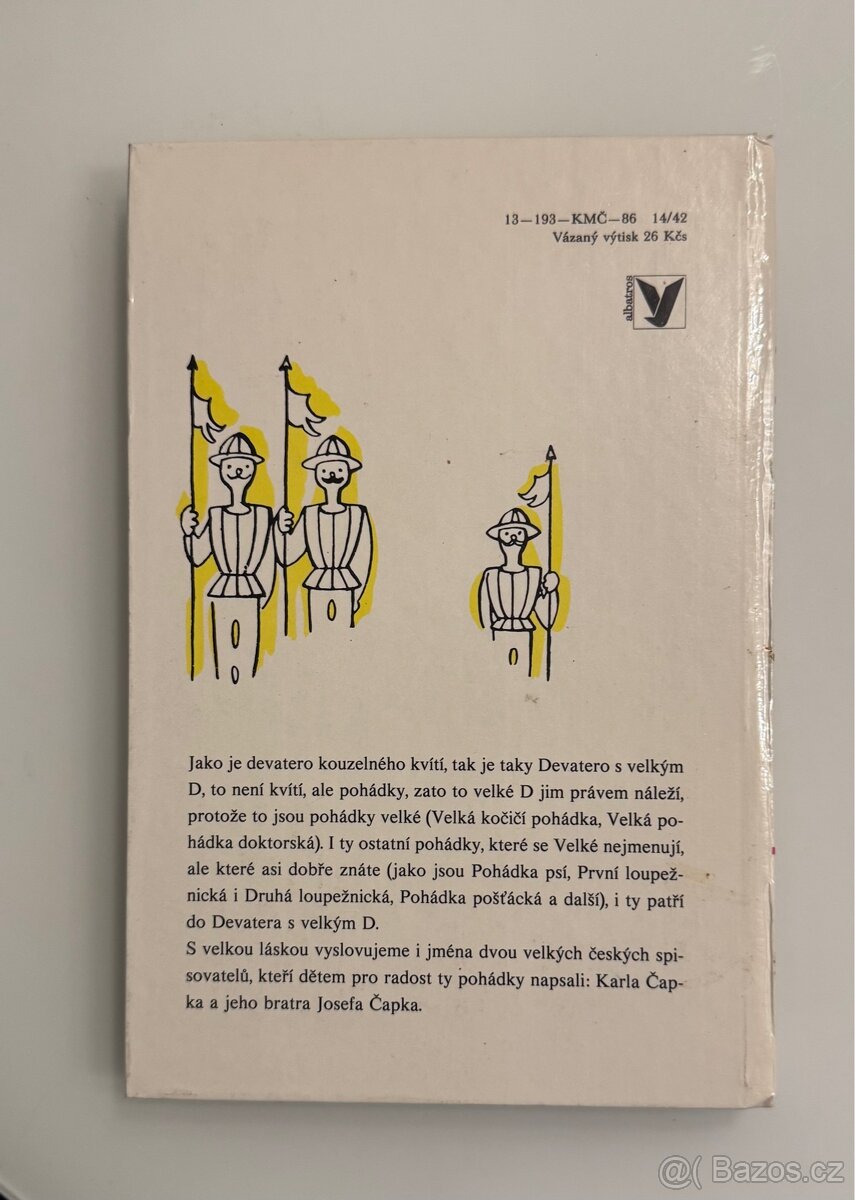 13—193—KMČ—86 14/42
Vázaný výtisk 26 Kčs
albatros
Jako je devatero kouzelného kvítí, tak je taky Devatero s velkým
D, to není kvítí, ale pohádky, zato to velké D jim právem náleží,
protože to jsou pohádky velké (Velká kočičí pohádka, Velká po-
hádka doktorská). I ty ostatní pohádky, které se Velké nejmenují,
ale které asi dobře znáte (jako jsou Pohádka psí, První loupež-
nická i Druhá loupežnická, Pohádka pošťácká a další), i ty patří
do Devatera s velkým D.
S velkou láskou vyslovujeme i jména dvou velkých českých spi-
sovatelů, kteří dětem pro radost ty pohádky napsali: Karla Čap-
ka a jeho bratra Josefa Čapka.
@( Bazos.cz